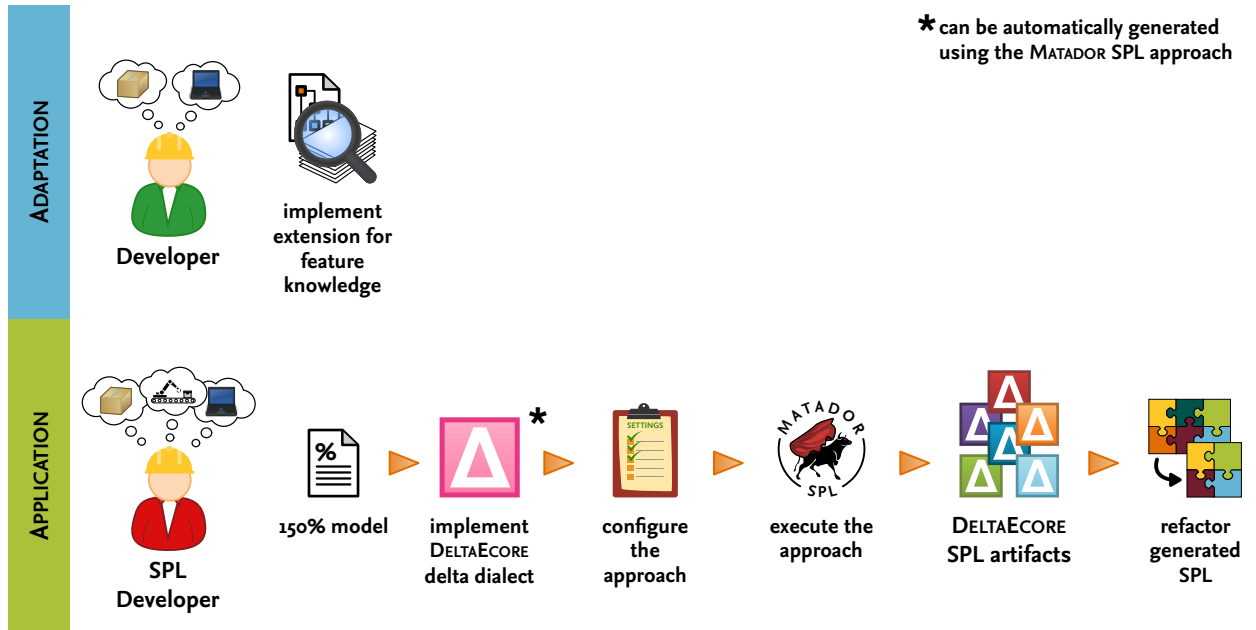 * can be automatically generated
using the MATADOR SPL approach
ADAPTATION
Developer
implement
extension for
feature
knowledge
APPLICATION
SPL
Developer
%
150% model
*
implement
DELTAECORE
delta dialect
SETTINGS
configure
the
approach
MATADOR
SPL
execute the
approach
DELTAECORE
SPL artifacts
refactor
generated
SPL